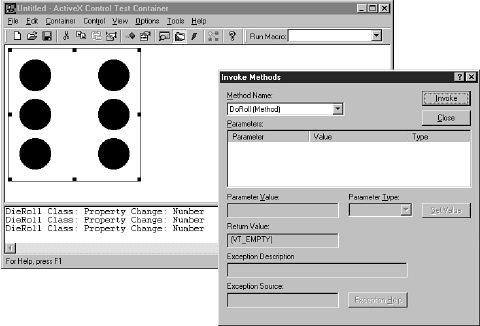 Untitled - ActiveX Control Test Container
File Edit Container Control View Options Tools Help
Run Macro:
DieRoll Class: Property Change: Number
DieRoll Class: Property Change: Number
DieRoll Class: Property Change: Number
For Help, press F1
Invoke Methods
Method Name:
DoRoll (Method)
Invoke
Close
Parameters:
Parameter Value Type
Parameter Value:
Parameter Type:
Set Value
Return Value:
(VT_EMPTY)
Exception Description
Exception Source:
Exception Help